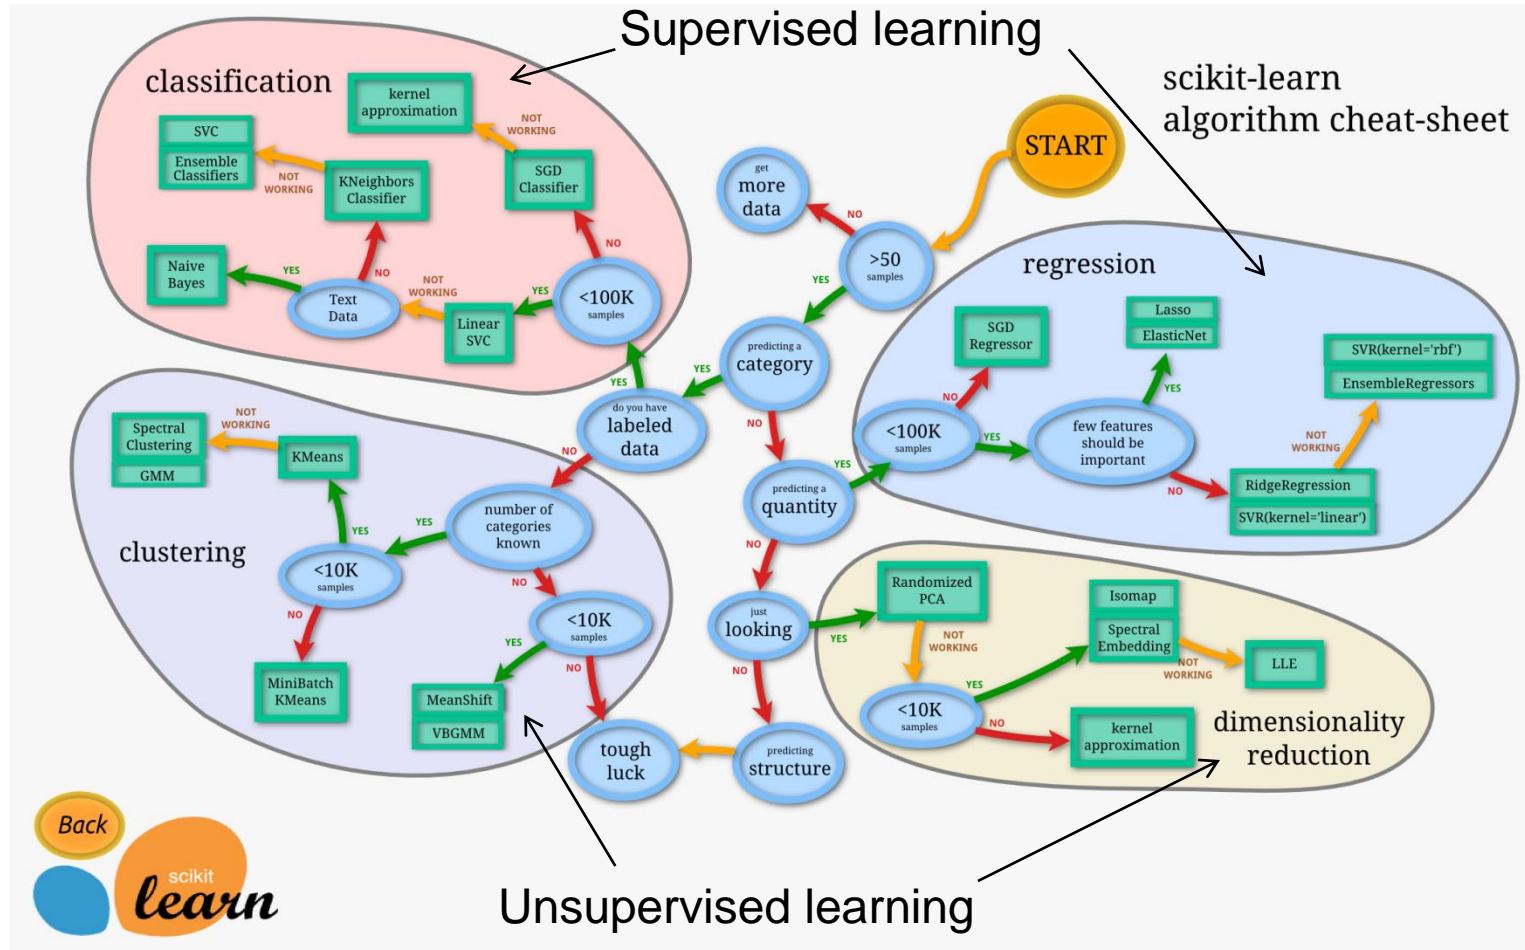 Supervised learning
scikit-learn
algorithm cheat-sheet
START
get
more
data
NO
>50
samples
YES
predicting a
category
YES
NO
do you have
labeled
data
YES
NO
predicting a
quantity
YES
NO
just
looking
YES
NO
predicting
structure
tough
luck
classification
kernel
approximation
NOT
WORKING
SGD
Classifier
NO
<100K
samples
YES
Linear
SVC
NOT
WORKING
Text
Data
YES
Naive
Bayes
NO
KNeighbors
Classifier
NOT
WORKING
SVC
Ensemble
Classifiers
regression
<100K
samples
NO
SGD
Regressor
YES
few features
should be
important
YES
Lasso
ElasticNet
NO
RidgeRegression
SVR(kernel='linear')
NOT
WORKING
SVR(kernel='rbf')
EnsembleRegressors
clustering
number of
categories
known
YES
<10K
samples
YES
KMeans
NOT
WORKING
Spectral
Clustering
GMM
NO
MiniBatch
KMeans
NO
<10K
samples
YES
MeanShift
VBGMM
NO
dimensionality
reduction
Randomized
PCA
NOT
WORKING
<10K
samples
YES
Isomap
Spectral
Embedding
NOT
WORKING
LLE
NO
kernel
approximation
Back
scikit
learn
Unsupervised learning